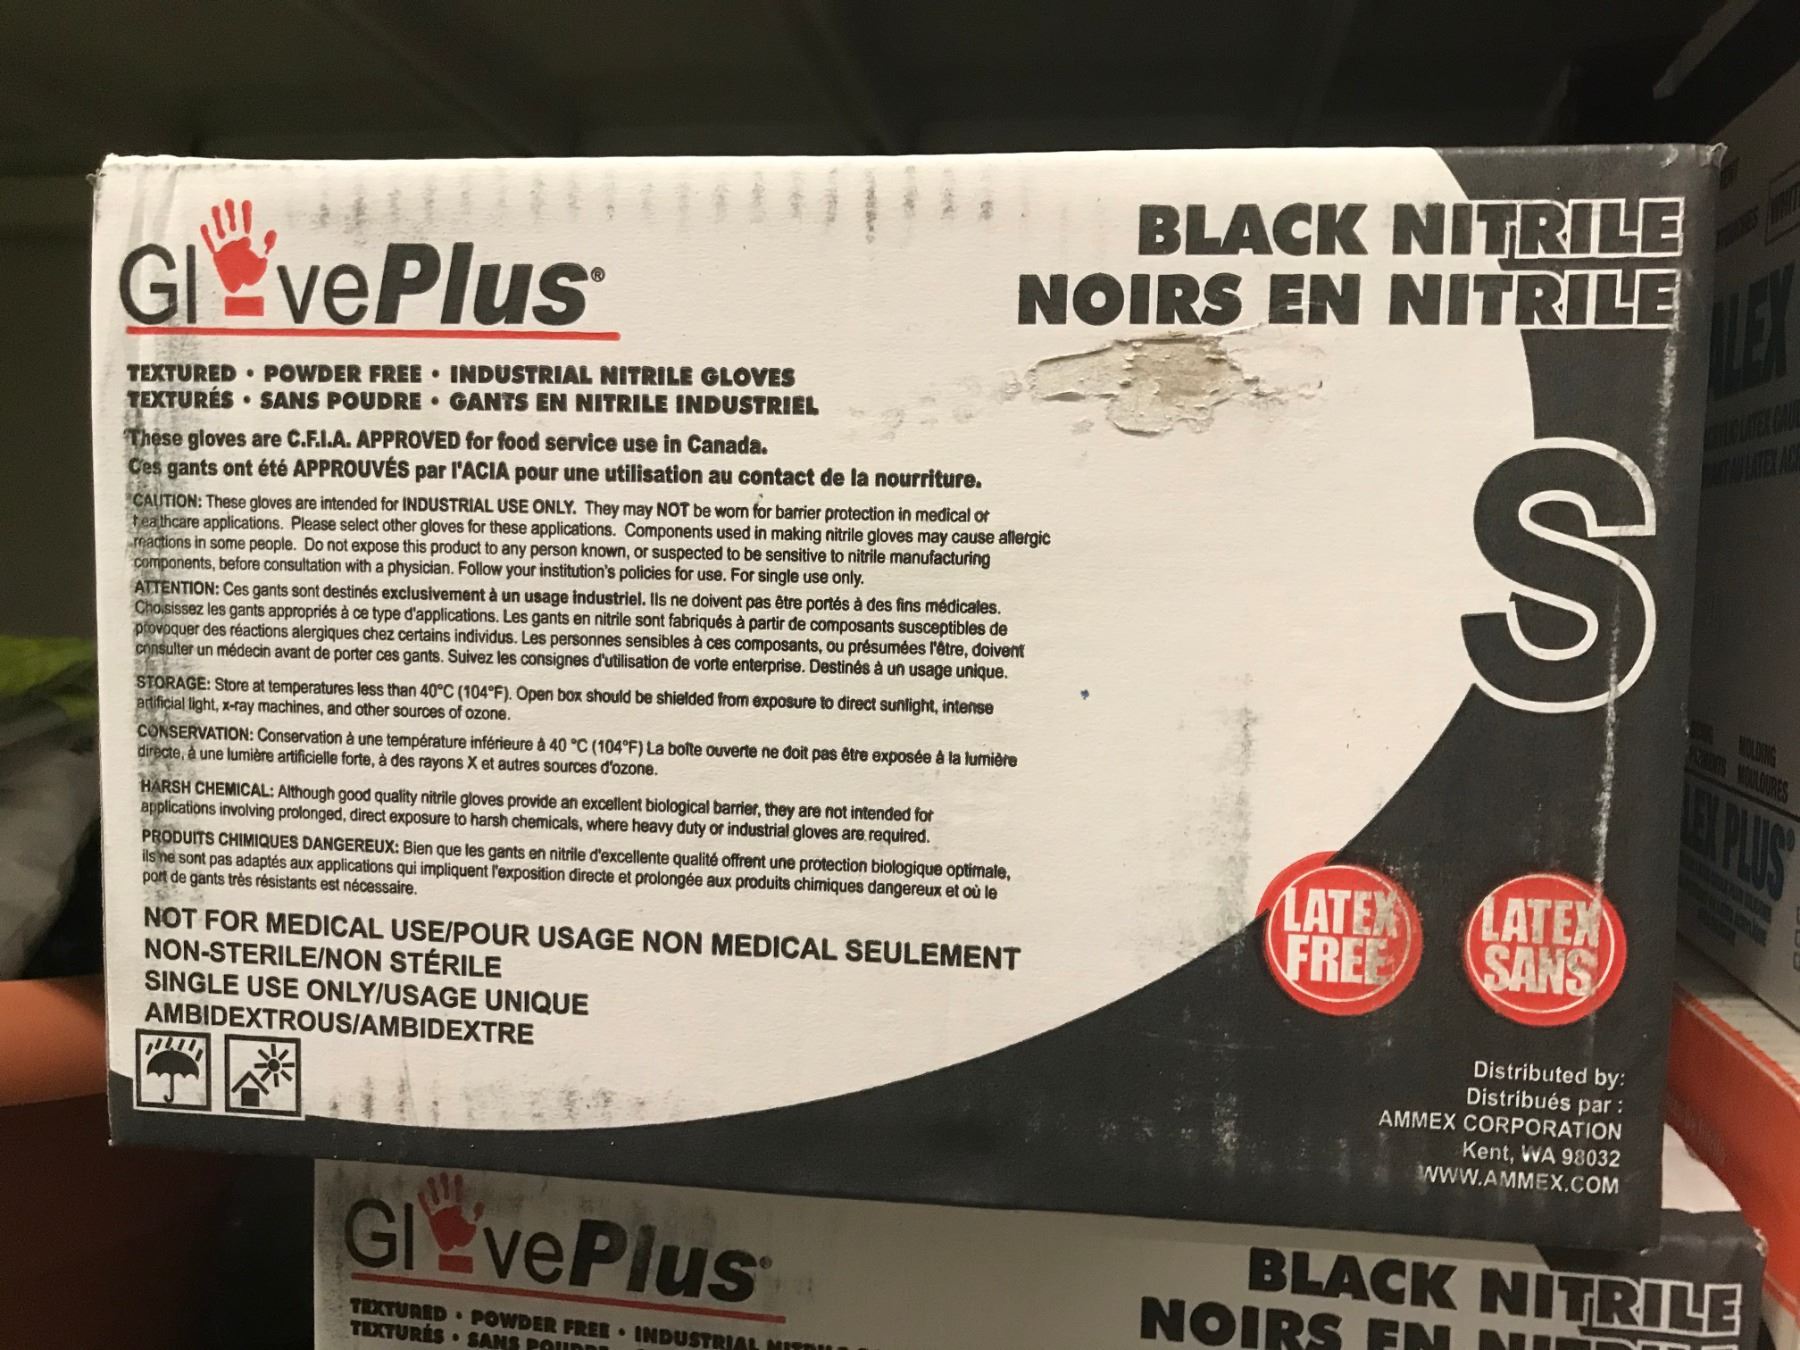 GlovePlus®
BLACK NITRILE
NOIRS EN NITRILE
TEXTURED • POWDER FREE • INDUSTRIAL NITRILE GLOVES
TEXTURÉS • SANS POUDRE • GANTS EN NITRILE INDUSTRIEL
These gloves are C.F.I.A. APPROVED for food service use in Canada.
Ces gants ont été APPROUVÉS par l'ACIA pour une utilisation au contact de la nourriture.
CAUTION: These gloves are intended for INDUSTRIAL USE ONLY. They may NOT be worn for barrier protection in medical or
healthcare applications. Please select other gloves for these applications. Components used in making nitrile gloves may cause allergic
reactions in some people. Do not expose this product to any person known, or suspected to be sensitive to nitrile manufacturing
components, before consultation with a physician. Follow your institution's policies for use. For single use only.
ATTENTION: Ces gants sont destinés exclusivement à un usage industriel. Ils ne doivent pas être portés à des fins médicales.
Choisissez les gants appropriés à ce type d'applications. Les gants en nitrile sont fabriqués à partir de composants susceptibles de
provoquer des réactions alergiques chez certains individus. Les personnes sensibles à ces composants, ou présumées l'être, doivent
consulter un médecin avant de porter ces gants. Suivez les consignes d'utilisation de vorte enterprise. Destinés à un usage unique.
STORAGE: Store at temperatures less than 40°C (104°F). Open box should be shielded from exposure to direct sunlight, intense
artificial light, x-ray machines, and other sources of ozone.
CONSERVATION: Conservation à une température inférieure à 40 °C (104°F) La boîte ouverte ne doit pas être exposée à la lumière
directe, à une lumière artificielle forte, à des rayons X et autres sources d'ozone.
HARSH CHEMICAL: Although good quality nitrile gloves provide an excellent biological barrier, they are not intended for
applications involving prolonged, direct exposure to harsh chemicals, where heavy duty or industrial gloves are required.
PRODUITS CHIMIQUES DANGEREUX: Bien que les gants en nitrile d'excellente qualité offrent une protection biologique optimale,
ils ne sont pas adaptés aux applications qui impliquent l'exposition directe et prolongée aux produits chimiques dangereux et où le
port de gants très résistants est nécessaire.
NOT FOR MEDICAL USE/POUR USAGE NON MEDICAL SEULEMENT
NON-STERILE/NON STÉRILE
SINGLE USE ONLY/USAGE UNIQUE
AMBIDEXTROUS/AMBIDEXTRE
S
LATEX
FREE
LATEX
SANS
Distributed by:
Distribués par :
AMMEX CORPORATION
Kent, WA 98032
WWW.AMMEX.COM
GlovePlus®
BLACK NITRILE
NOIRS EN
TEXTURED • POWDER FREE • INDUSTRIAL
TEXTURÉS • SANS
MOLDING
MOULURES
PLUS